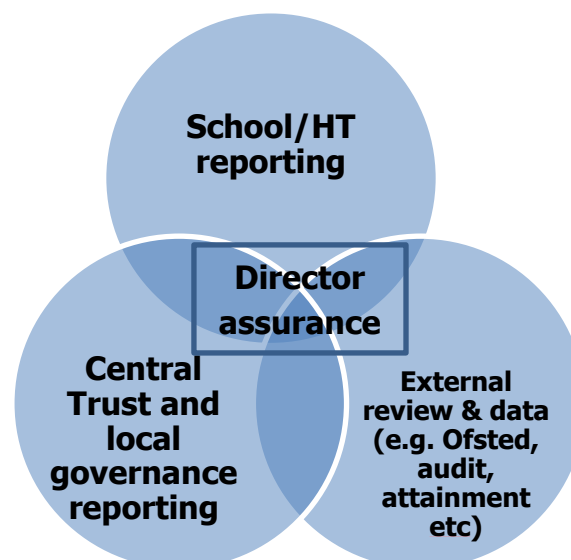 School/HT
reporting
Director
assurance
Central
Trust and
local
governance
reporting
External
review & data
(e.g. Ofsted,
audit,
attainment
etc)